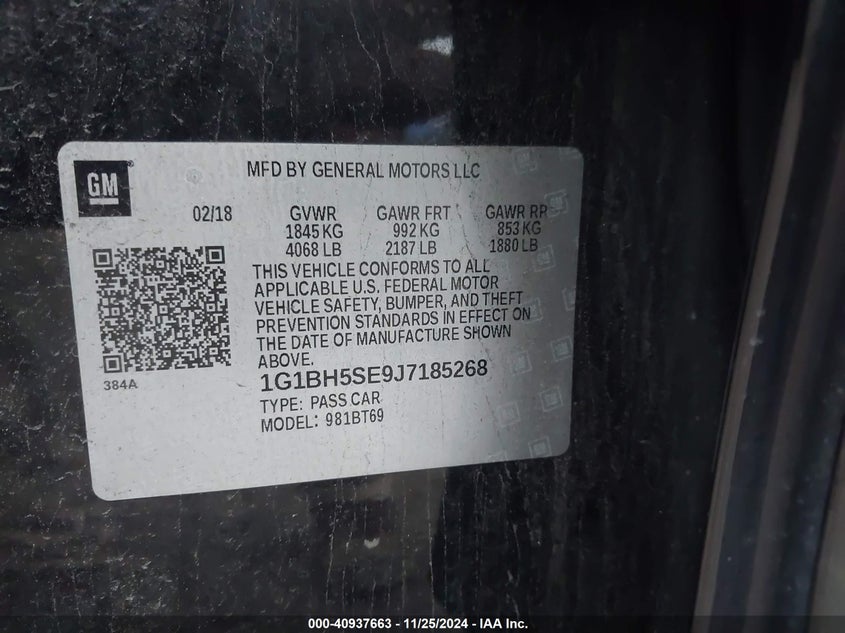 GM
MFD BY GENERAL MOTORS LLC
02/18 GVWR GAWR FRT GAWR RR
1845 KG 992 KG 853 KG
4068 LB 2187 LB 1880 LB
THIS VEHICLE CONFORMS TO ALL
APPLICABLE U.S. FEDERAL MOTOR
VEHICLE SAFETY, BUMPER, AND THEFT
PREVENTION STANDARDS IN EFFECT ON
THE DATE OF MANUFACTURE SHOWN
ABOVE.
384A
1G1BH5SE9J7185268
TYPE: PASS CAR
MODEL: 981BT69
000-40937663 - 11/25/2024 - IAA Inc.